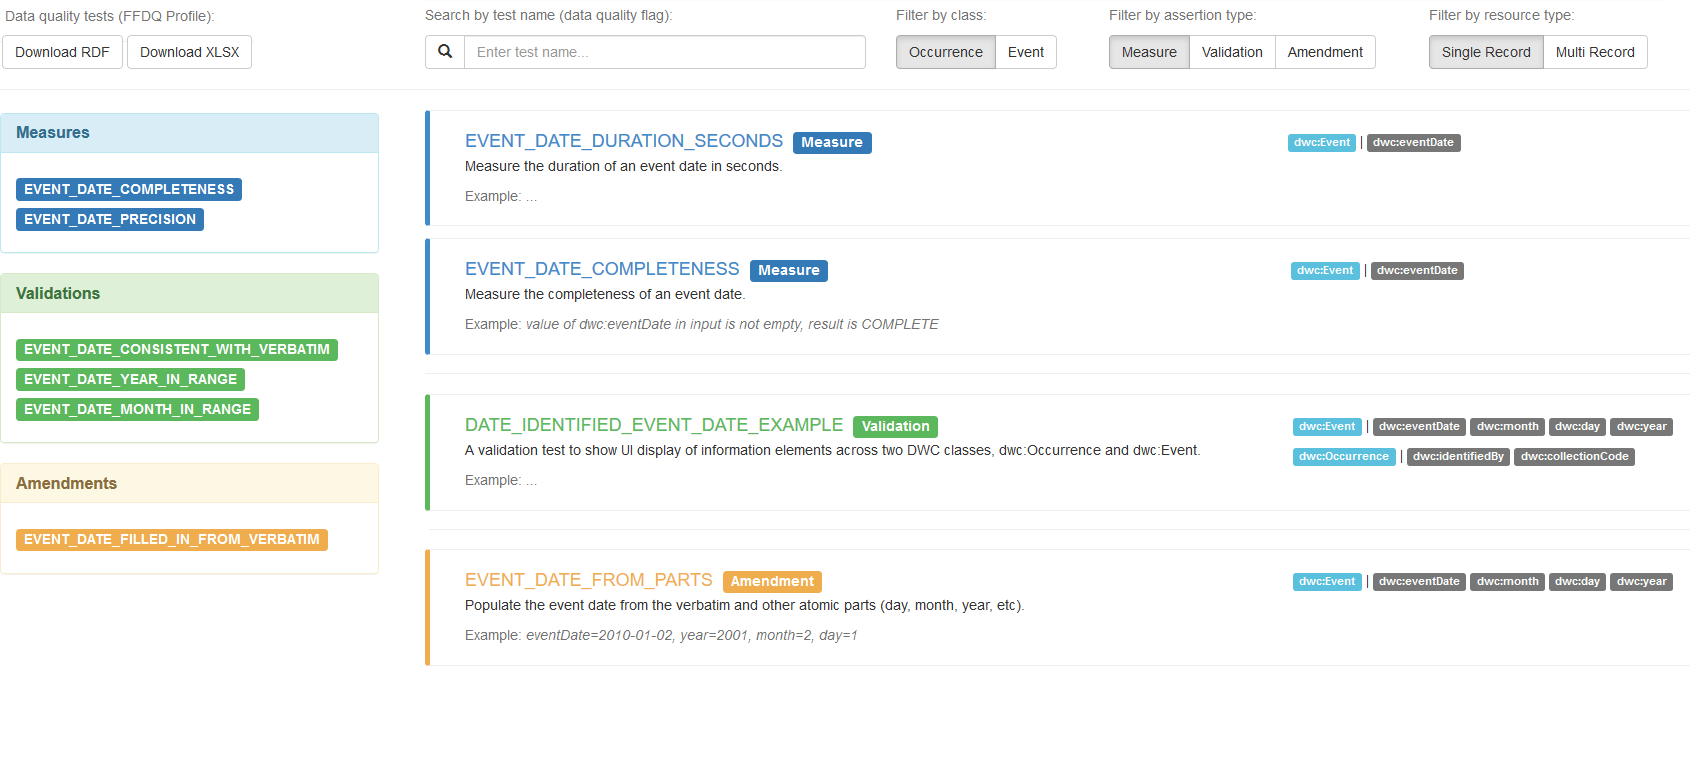 Data quality tests (FFDQ Profile):
Download RDF Download XLSX
Search by test name (data quality flag):
Enter test name...
Filter by class:
Occurrence Event
Filter by assertion type:
Measure Validation Amendment
Filter by resource type:
Single Record Multi Record
Measures
EVENT_DATE_COMPLETENESS
EVENT_DATE_PRECISION
Validations
EVENT_DATE_CONSISTENT_WITH_VERBATIM
EVENT_DATE_YEAR_IN_RANGE
EVENT_DATE_MONTH_IN_RANGE
Amendments
EVENT_DATE_FILLED_IN_FROM_VERBATIM
EVENT_DATE_DURATION_SECONDS Measure
dwc:Event | dwc:eventDate
Measure the duration of an event date in seconds.
Example: ...
EVENT_DATE_COMPLETENESS Measure
dwc:Event | dwc:eventDate
Measure the completeness of an event date.
Example: value of dwc:eventDate in input is not empty, result is COMPLETE
DATE_IDENTIFIED_EVENT_DATE_EXAMPLE Validation
dwc:Event | dwc:eventDate dwc:month dwc:day dwc:year
A validation test to show UI display of information elements across two DWC classes, dwc:Occurrence and dwc:Event.
dwc:Occurrence | dwc:identifiedBy dwc:collectionCode
Example: ...
EVENT_DATE_FROM_PARTS Amendment
dwc:Event | dwc:eventDate dwc:month dwc:day dwc:year
Populate the event date from the verbatim and other atomic parts (day, month, year, etc).
Example: eventDate=2010-01-02, year=2001, month=2, day=1